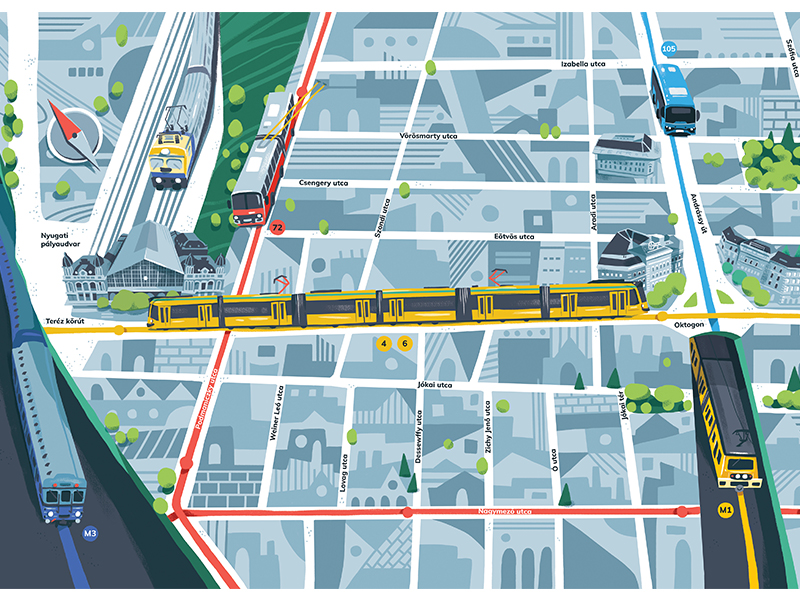 Szófia utca
105
Izabella utca
Vörösmarty utca
Csengery utca
Szondi utca
Aradi utca
Andrássy út
72
Eötvös utca
Nyugati
pályaudvar
Teréz körút
Oktogon
4
6
Podmaniczky utca
Jókai utca
Weiner Leó utca
Lovag utca
Dessewffy utca
Zichy Jenő utca
Ó utca
Jókai tér
Nagymező utca
M1
M3